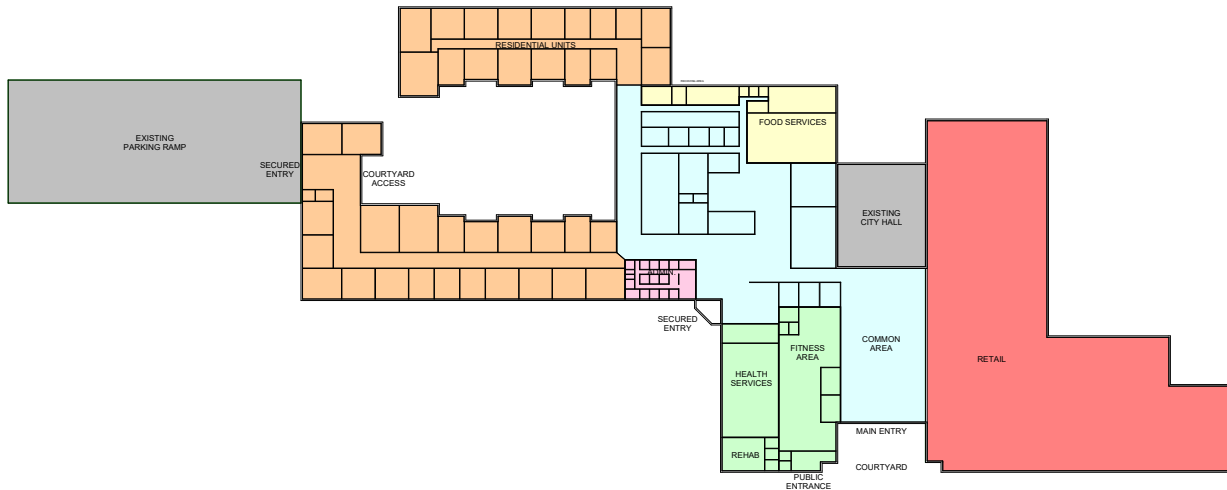 RESIDENTIAL UNITS
FOOD SERVICES
EXISTING
PARKING RAMP
SECURED
ENTRY
COURTYARD
ACCESS
EXISTING
CITY HALL
ADMIN.
SECURED
ENTRY
FITNESS
AREA
COMMON
AREA
RETAIL
HEALTH
SERVICES
MAIN ENTRY
REHAB
COURTYARD
PUBLIC
ENTRANCE